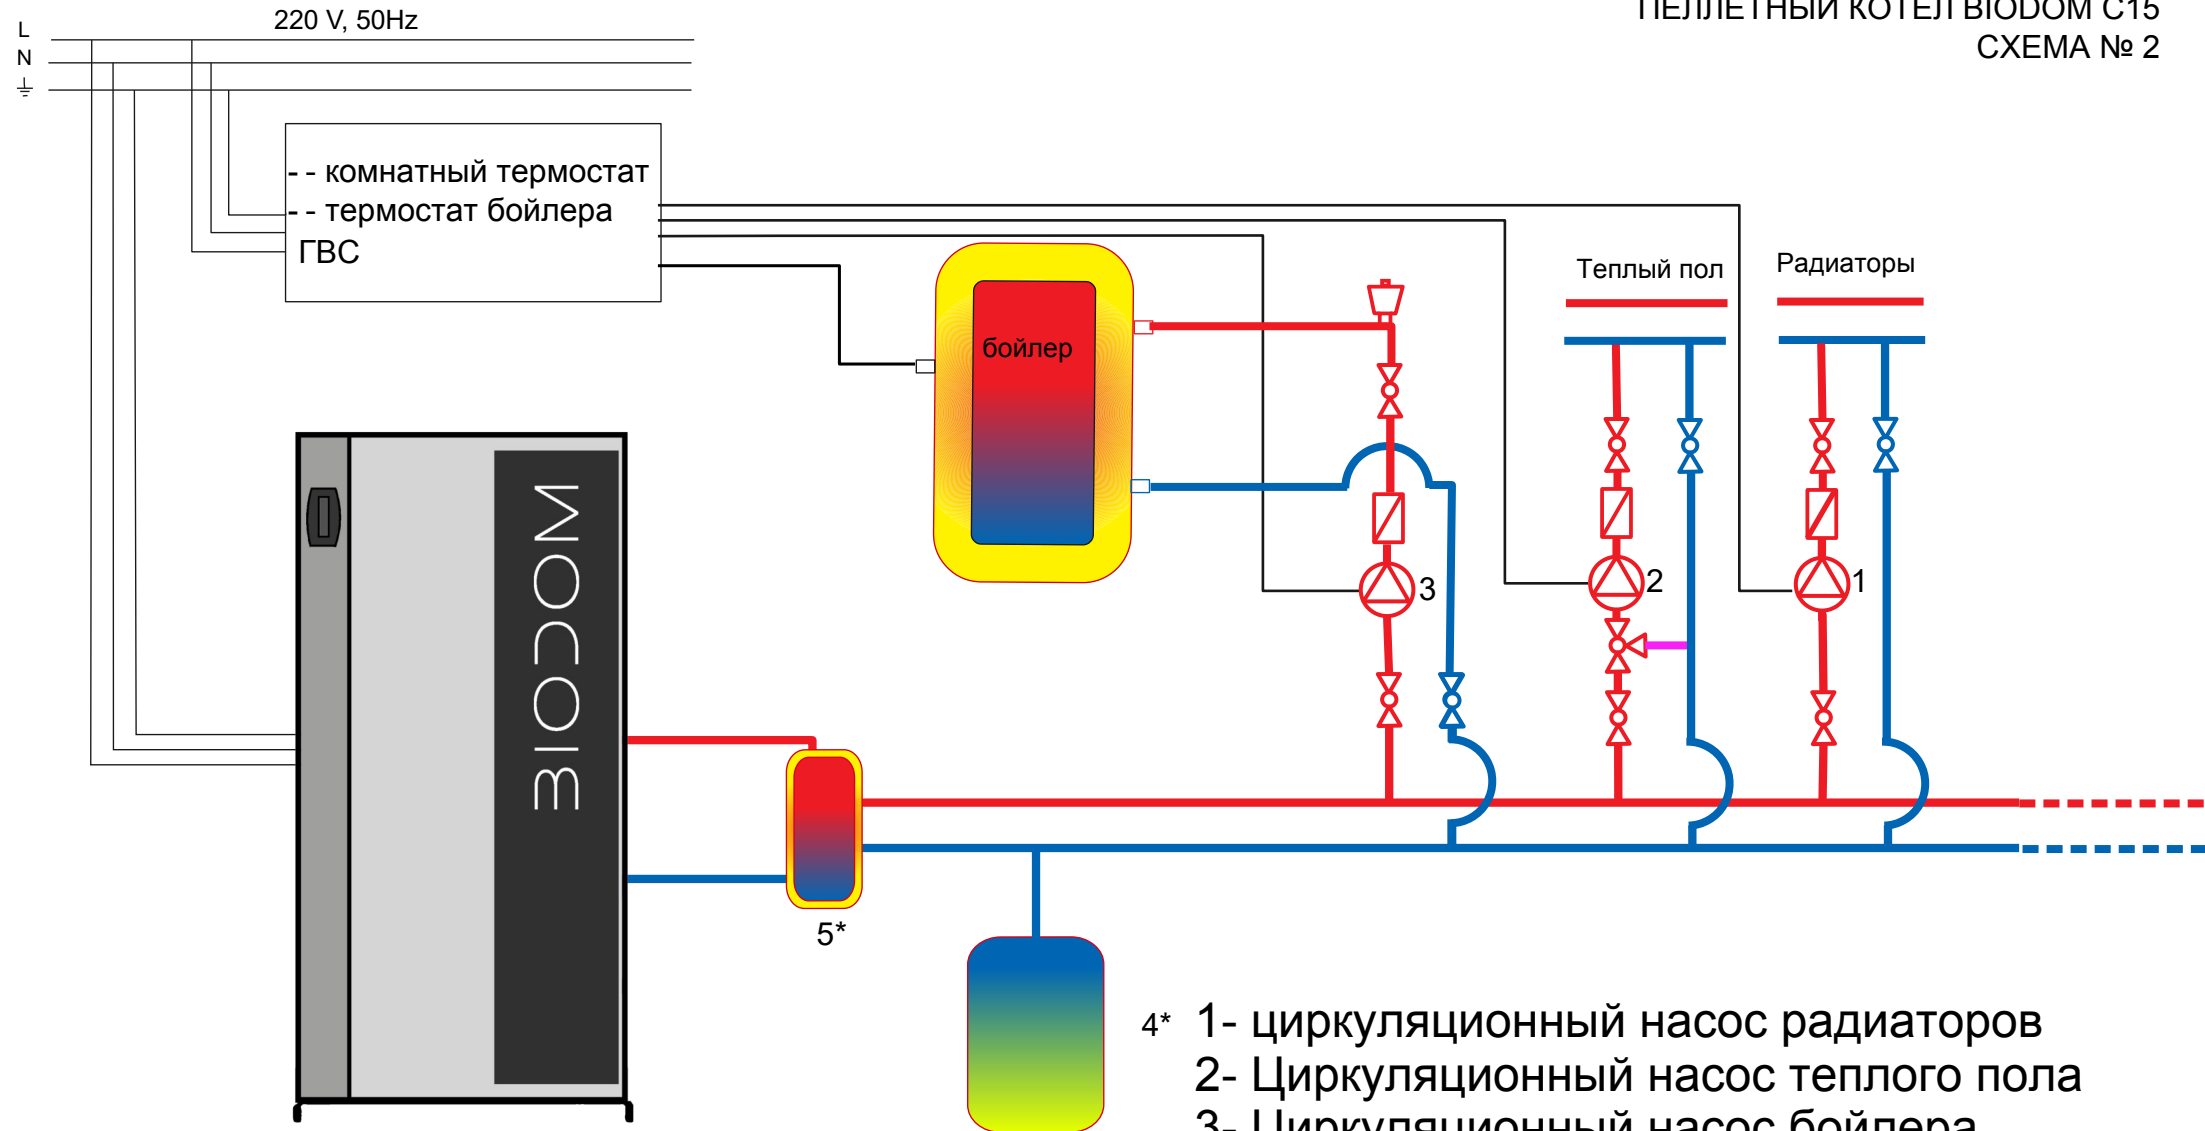 ПЕЛЛЕТНЫЙ КОТЕЛ BIODOM C15
СХЕМА № 2
220 V, 50Hz
L
N
- - комнатный термостат
- - термостат бойлера
ГВС
Теплый пол
Радиаторы
бойлер
BIODOM
3
2
1
5*
4*
1- циркуляционный насос радиаторов
2- Циркуляционный насос теплого пола
3- Циркуляционный насос бойлера